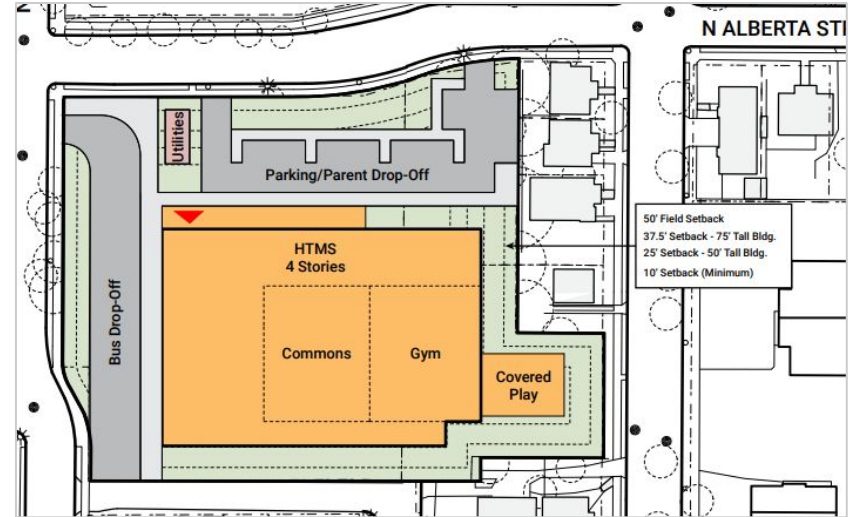 N ALBERTA ST
Utilities
Parking/Parent Drop-Off
50' Field Setback
37.5' Setback - 75' Tall Bldg.
25' Setback - 50' Tall Bldg.
10' Setback (Minimum)
HTMS
4 Stories
Bus Drop-Off
Commons
Gym
Covered
Play